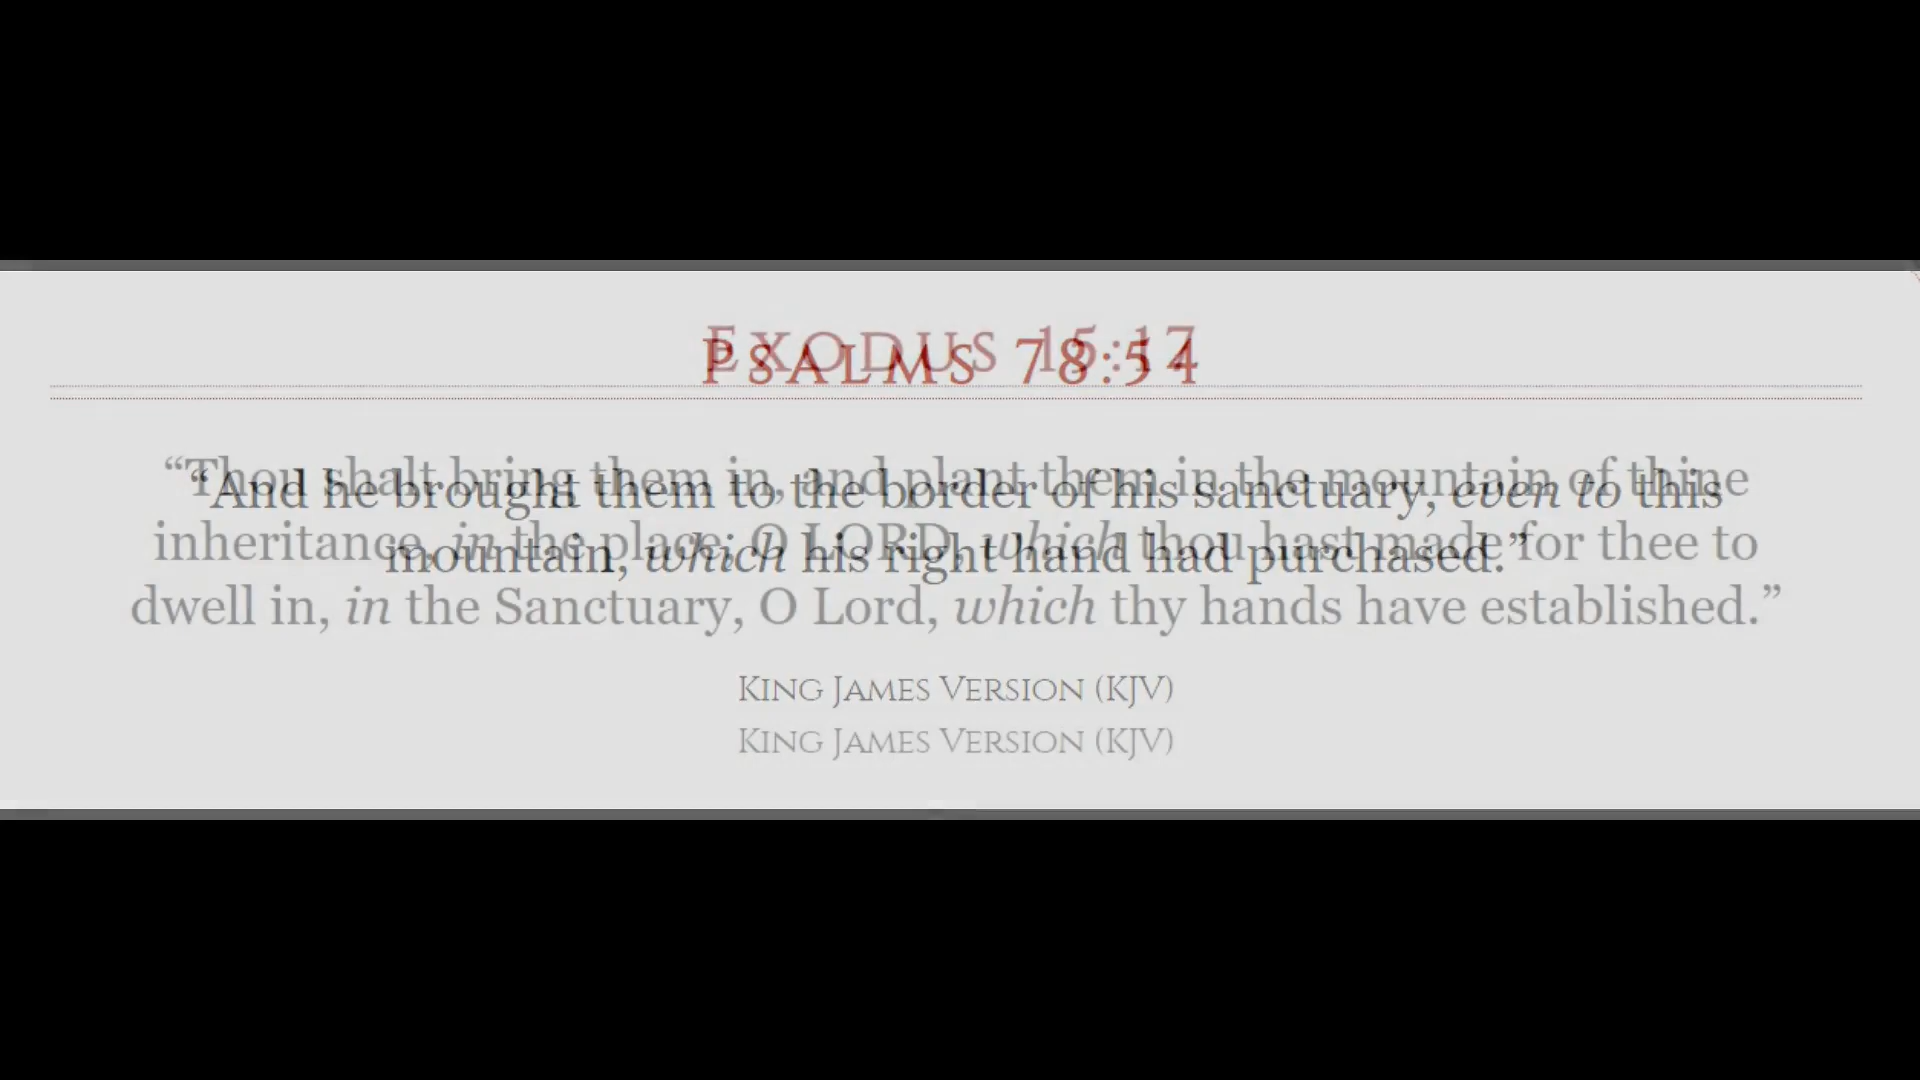 EXODUS 15:17
PSALMS 78:54
“Thou shalt bring them in, and plant them in the mountain of thine
inheritance, in the place, O LORD, which thou hast made for thee to
dwell in, in the Sanctuary, O Lord, which thy hands have established.”
“And he brought them to the border of his sanctuary, even to this
mountain, which his right hand had purchased.”
KING JAMES VERSION (KJV)
KING JAMES VERSION (KJV)